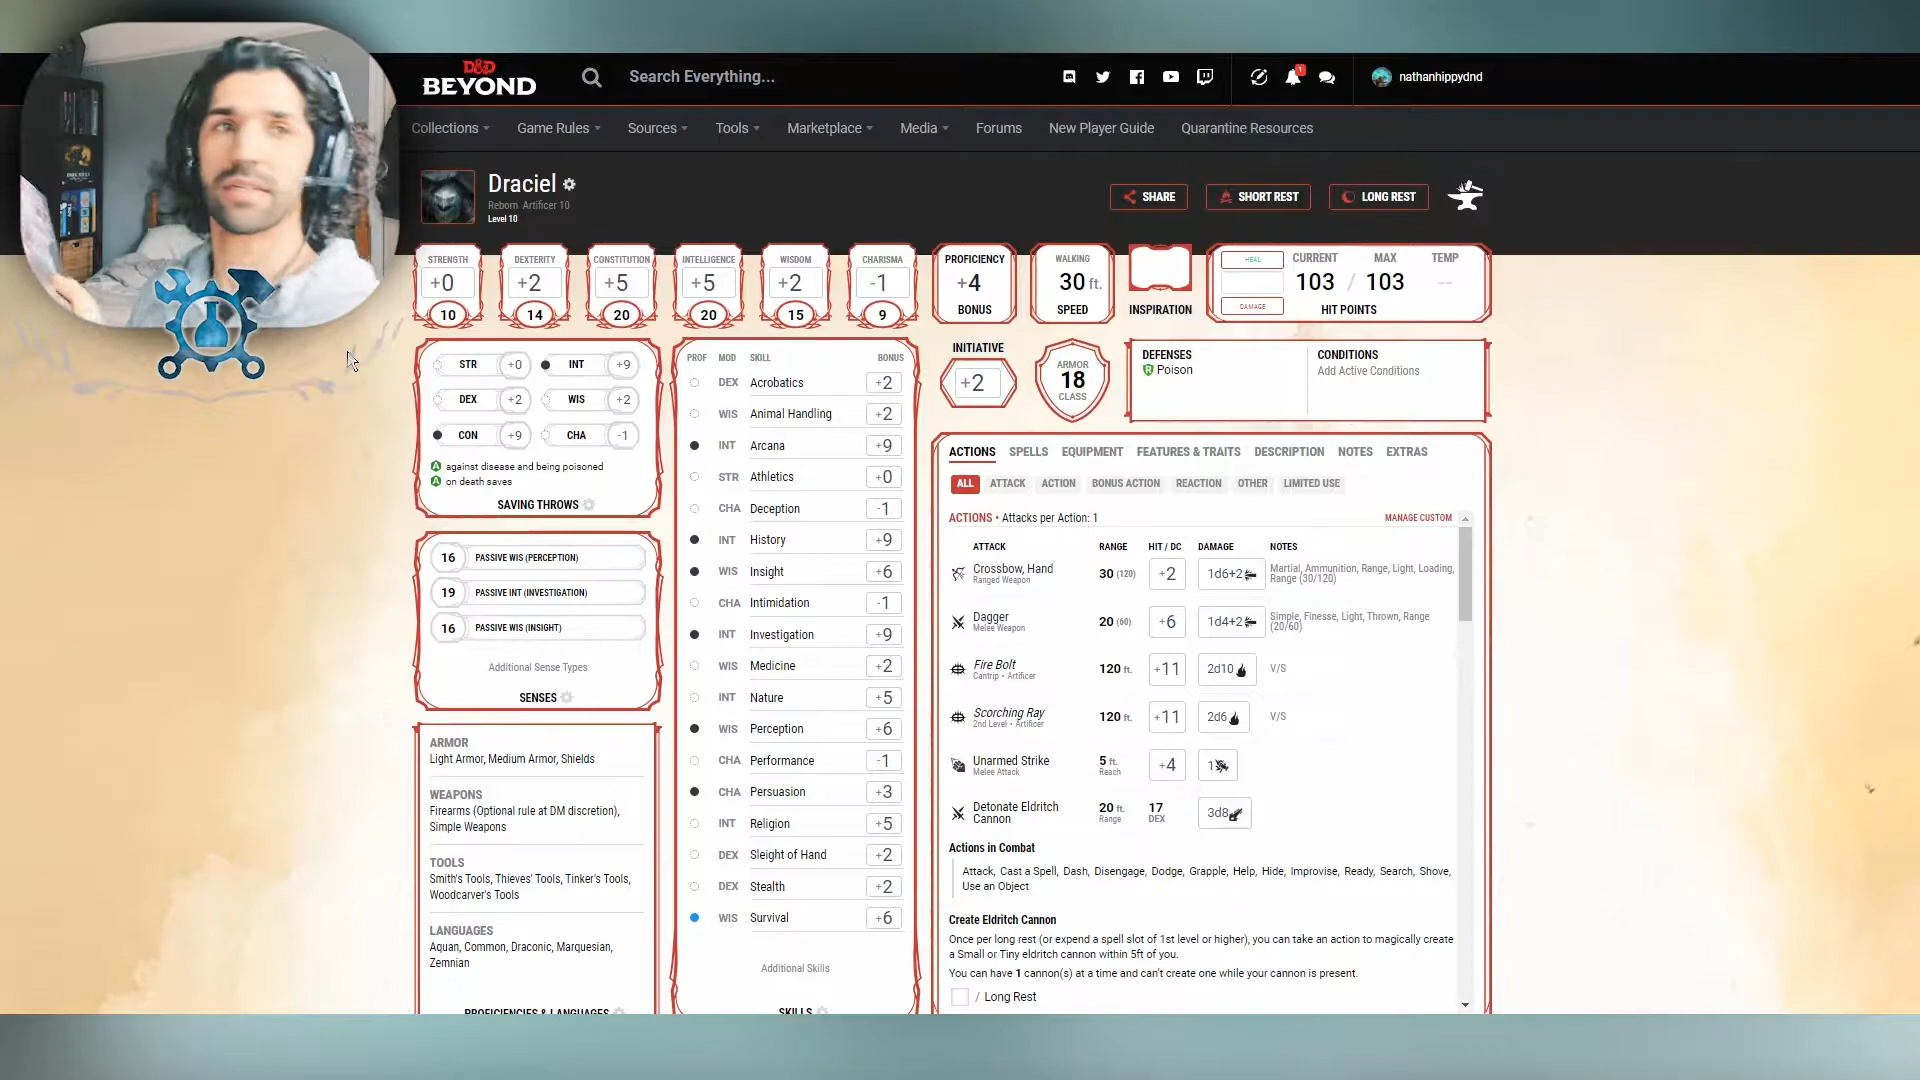 D&D
BEYOND
Search Everything...
1
nathanhippydnd
Collections
Game Rules
Sources
Tools
Marketplace
Media
Forums
New Player Guide
Quarantine Resources
Draciel
Reborn Artificer 10
Level 10
SHARE
SHORT REST
LONG REST
STRENGTH
+0
10
DEXTERITY
+2
14
CONSTITUTION
+5
20
INTELLIGENCE
+5
20
WISDOM
+2
15
CHARISMA
-1
9
PROFICIENCY
+4
BONUS
WALKING
30 ft.
SPEED
INSPIRATION
HEAL
DAMAGE
CURRENT MAX TEMP
103 / 103 --
HIT POINTS
STR +0
INT +9
DEX +2
WIS +2
CON +9
CHA -1
A against disease and being poisoned
A on death saves
SAVING THROWS
16 PASSIVE WIS (PERCEPTION)
19 PASSIVE INT (INVESTIGATION)
16 PASSIVE WIS (INSIGHT)
Additional Sense Types
SENSES
ARMOR
Light Armor, Medium Armor, Shields
WEAPONS
Firearms (Optional rule at DM discretion),
Simple Weapons
TOOLS
Smith's Tools, Thieves' Tools, Tinker's Tools,
Woodcarver's Tools
LANGUAGES
Aquan, Common, Draconic, Marquesian,
Zemnian
PROFICIENCIES & LANGUAGES
PROF MOD SKILL BONUS
DEX Acrobatics +2
WIS Animal Handling +2
INT Arcana +9
STR Athletics +0
CHA Deception -1
INT History +9
WIS Insight +6
CHA Intimidation -1
INT Investigation +9
WIS Medicine +2
INT Nature +5
WIS Perception +6
CHA Performance -1
CHA Persuasion +3
INT Religion +5
DEX Sleight of Hand +2
DEX Stealth +2
WIS Survival +6
Additional Skills
SKILLS
INITIATIVE
+2
ARMOR
18
CLASS
DEFENSES
R Poison
CONDITIONS
Add Active Conditions
ACTIONS SPELLS EQUIPMENT FEATURES & TRAITS DESCRIPTION NOTES EXTRAS
ALL ATTACK ACTION BONUS ACTION REACTION OTHER LIMITED USE
ACTIONS • Attacks per Action: 1
MANAGE CUSTOM
ATTACK RANGE HIT / DC DAMAGE NOTES
Crossbow, Hand 30 (120) +2 1d6+2 Martial, Ammunition, Range, Light, Loading,
Ranged Weapon Range (30/120)
Dagger 20 (60) +6 1d4+2 Simple, Finesse, Light, Thrown, Range
Melee Weapon (20/60)
Fire Bolt 120 ft. +11 2d10 V/S
Cantrip • Artificer
Scorching Ray 120 ft. +11 2d6 V/S
2nd Level • Artificer
Unarmed Strike 5 ft. +4 1
Melee Attack Reach
Detonate Eldritch 20 ft. 17 3d8
Cannon Range DEX
Actions in Combat
Attack, Cast a Spell, Dash, Disengage, Dodge, Grapple, Help, Hide, Improvise, Ready, Search, Shove,
Use an Object
Create Eldritch Cannon
Once per long rest (or expend a spell slot of 1st level or higher), you can take an action to magically create
a Small or Tiny eldritch cannon within 5ft of you.
You can have 1 cannon(s) at a time and can't create one while your cannon is present.
/ Long Rest